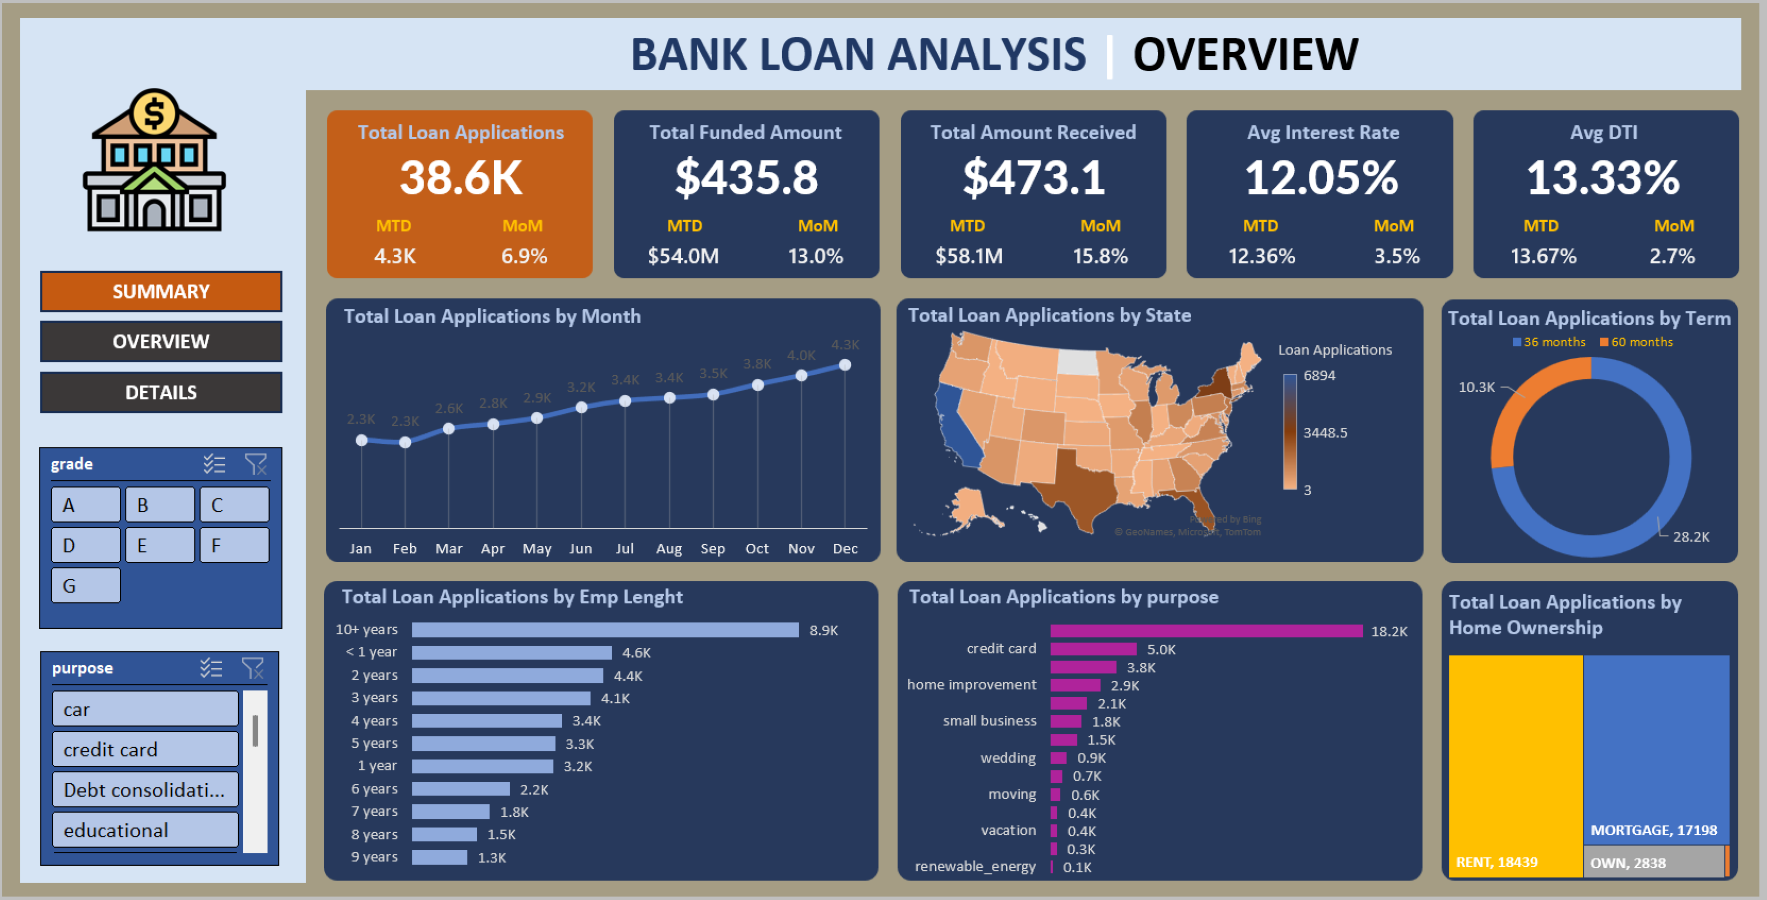 BANK LOAN ANALYSIS | OVERVIEW
$
SUMMARY
OVERVIEW
DETAILS
grade
A B C
D E F
G
purpose
car
credit card
Debt consolidati...
educational
Total Loan Applications
38.6K
MTD MoM
4.3K 6.9%
Total Funded Amount
$435.8
MTD MoM
$54.0M 13.0%
Total Amount Received
$473.1
MTD MoM
$58.1M 15.8%
Avg Interest Rate
12.05%
MTD MoM
12.36% 3.5%
Avg DTI
13.33%
MTD MoM
13.67% 2.7%
Total Loan Applications by Month
2.3K 2.3K 2.6K 2.8K 2.9K 3.2K 3.4K 3.4K 3.5K 3.8K 4.0K 4.3K
Jan Feb Mar Apr May Jun Jul Aug Sep Oct Nov Dec
Total Loan Applications by State
Loan Applications
6894
3448.5
3
Powered by Bing
© GeoNames, Microsoft, TomTom
Total Loan Applications by Term
36 months 60 months
10.3K
28.2K
Total Loan Applications by Emp Lenght
10+ years 8.9K
< 1 year 4.6K
2 years 4.4K
3 years 4.1K
4 years 3.4K
5 years 3.3K
1 year 3.2K
6 years 2.2K
7 years 1.8K
8 years 1.5K
9 years 1.3K
Total Loan Applications by purpose
18.2K
credit card 5.0K
3.8K
home improvement 2.9K
2.1K
small business 1.8K
1.5K
wedding 0.9K
0.7K
moving 0.6K
0.4K
vacation 0.4K
0.3K
renewable_energy 0.1K
Total Loan Applications by
Home Ownership
RENT, 18439
MORTGAGE, 17198
OWN, 2838